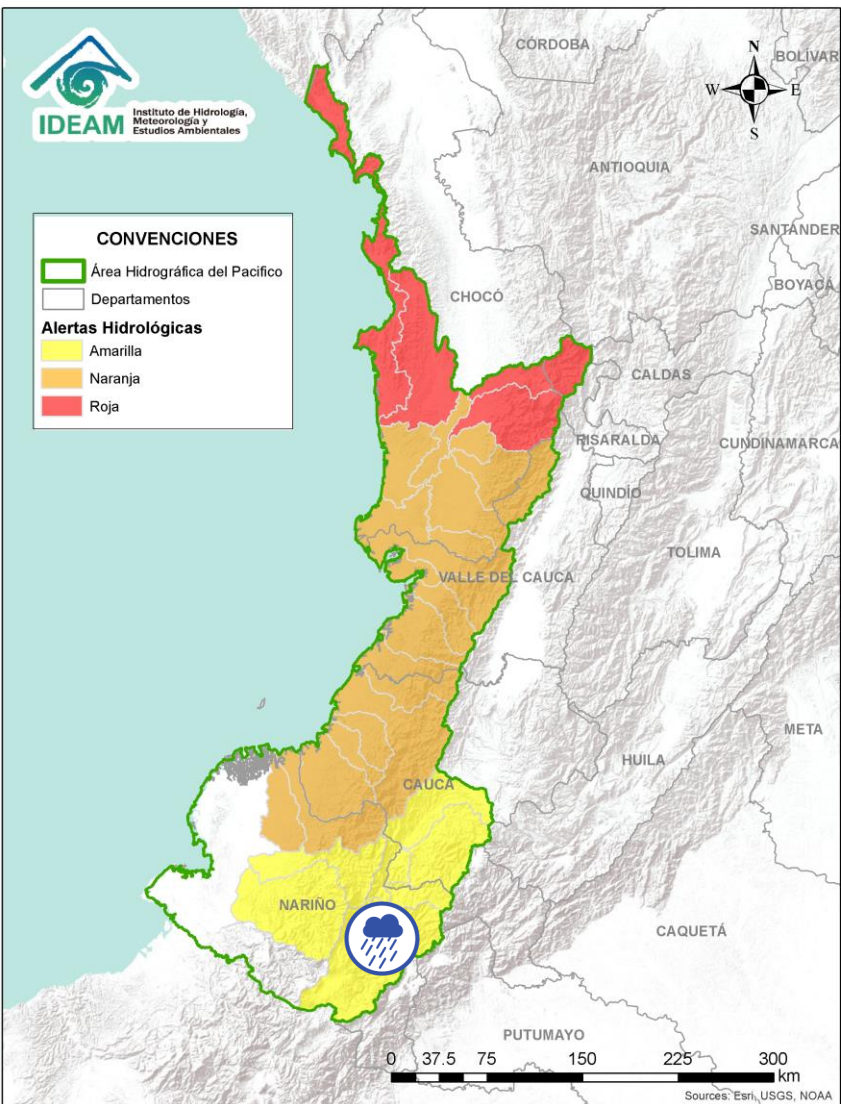 IDEAM
Instituto de Hidrología,
Meteorología y
Estudios Ambientales
N
W E
S
CONVENCIONES
Área Hidrográfica del Pacifico
Departamentos
Alertas Hidrológicas
Amarilla
Naranja
Roja
CÓRDOBA
BOLÍVAR
ANTIOQUIA
SANTANDER
BOYACÁ
CHOCÓ
CALDAS
RISARALDA
CUNDINAMARCA
QUINDÍO
TOLIMA
VALLE DEL CAUCA
META
HUILA
CAUCA
NARIÑO
CAQUETÁ
PUTUMAYO
0 37.5 75 150 225 300
km
Sources: Esri, USGS, NOAA